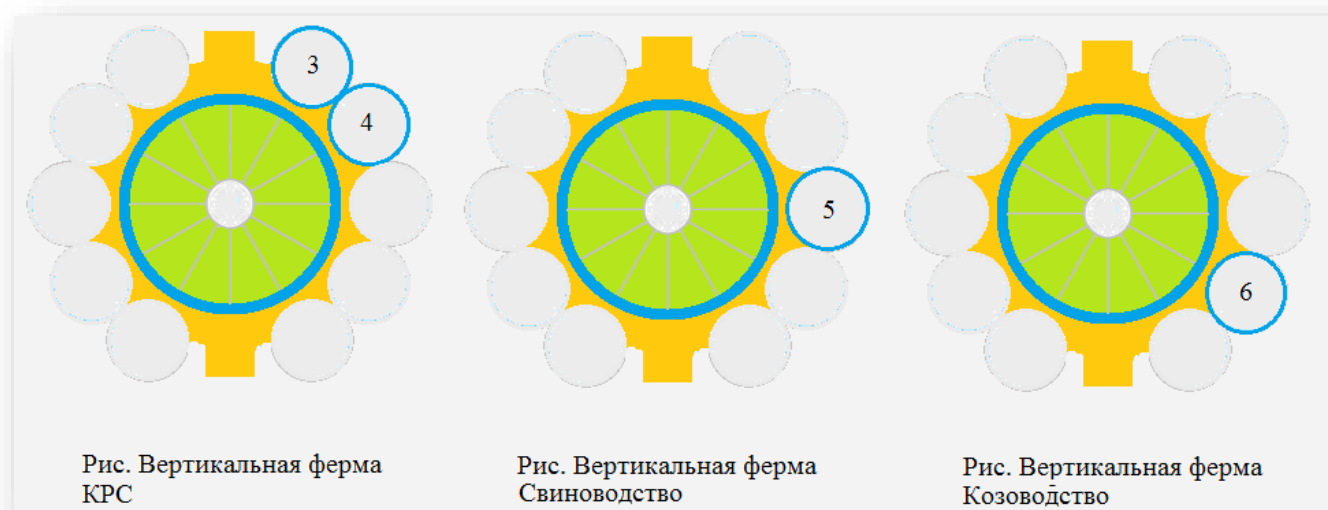 3
4
5
6
Рис. Вертикальная ферма
КРС
Рис. Вертикальная ферма
Свиноводство
Рис. Вертикальная ферма
Козоводство